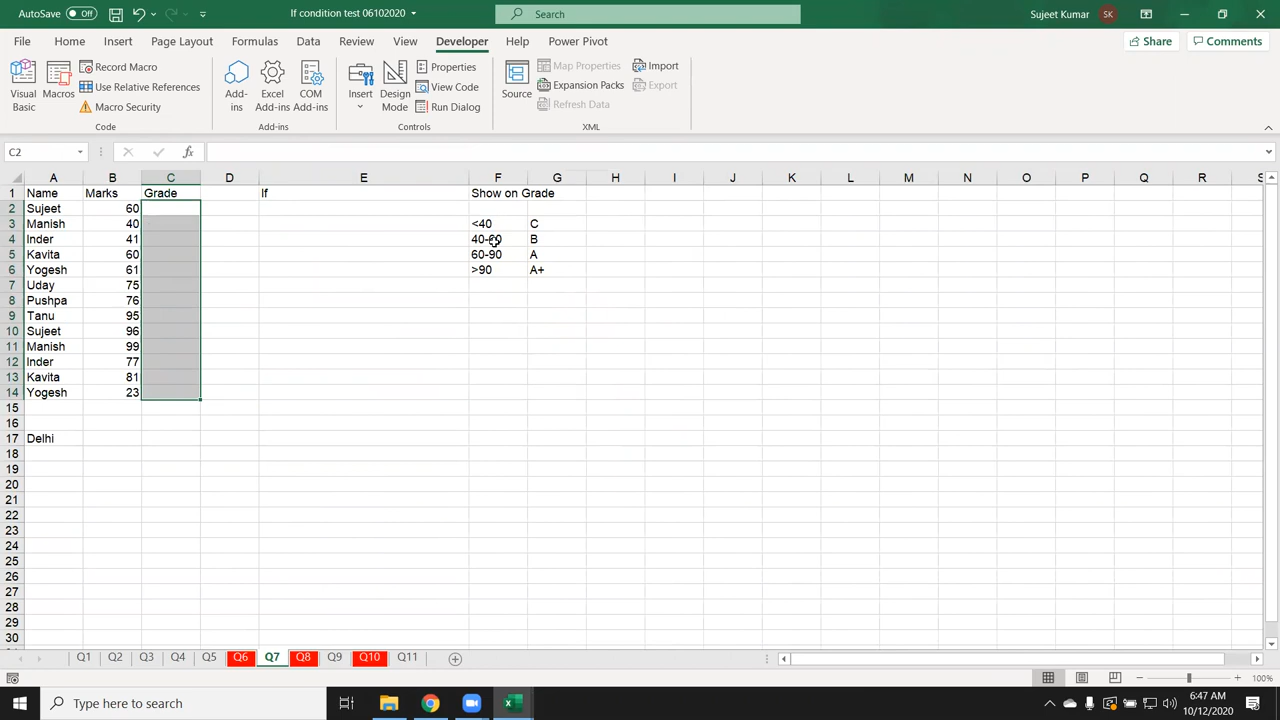 AutoSave Off If condition test 06102020 Search Sujeet Kumar SK
File Home Insert Page Layout Formulas Data Review View Developer Help Power Pivot Share Comments
Visual Basic Macros Record Macro Use Relative References Macro Security Code
Add-ins Excel Add-ins COM Add-ins Add-ins
Insert Design Mode Properties View Code Run Dialog Controls
Source Map Properties Expansion Packs Refresh Data Import Export XML
C2 fx
A B C D E F G H I J K L M N O P Q R S
1 Name Marks Grade If Show on Grade
2 Sujeet 60
3 Manish 40 <40 C
4 Inder 41 40-60 B
5 Kavita 60 60-90 A
6 Yogesh 61 >90 A+
7 Uday 75
8 Pushpa 76
9 Tanu 95
10 Sujeet 96
11 Manish 99
12 Inder 77
13 Kavita 81
14 Yogesh 23
15
16
17 Delhi
18
19
20
21
22
23
24
25
26
27
28
29
30
Q1 Q2 Q3 Q4 Q5 Q6 Q7 Q8 Q9 Q10 Q11
100%
Type here to search
6:47 AM
10/12/2020